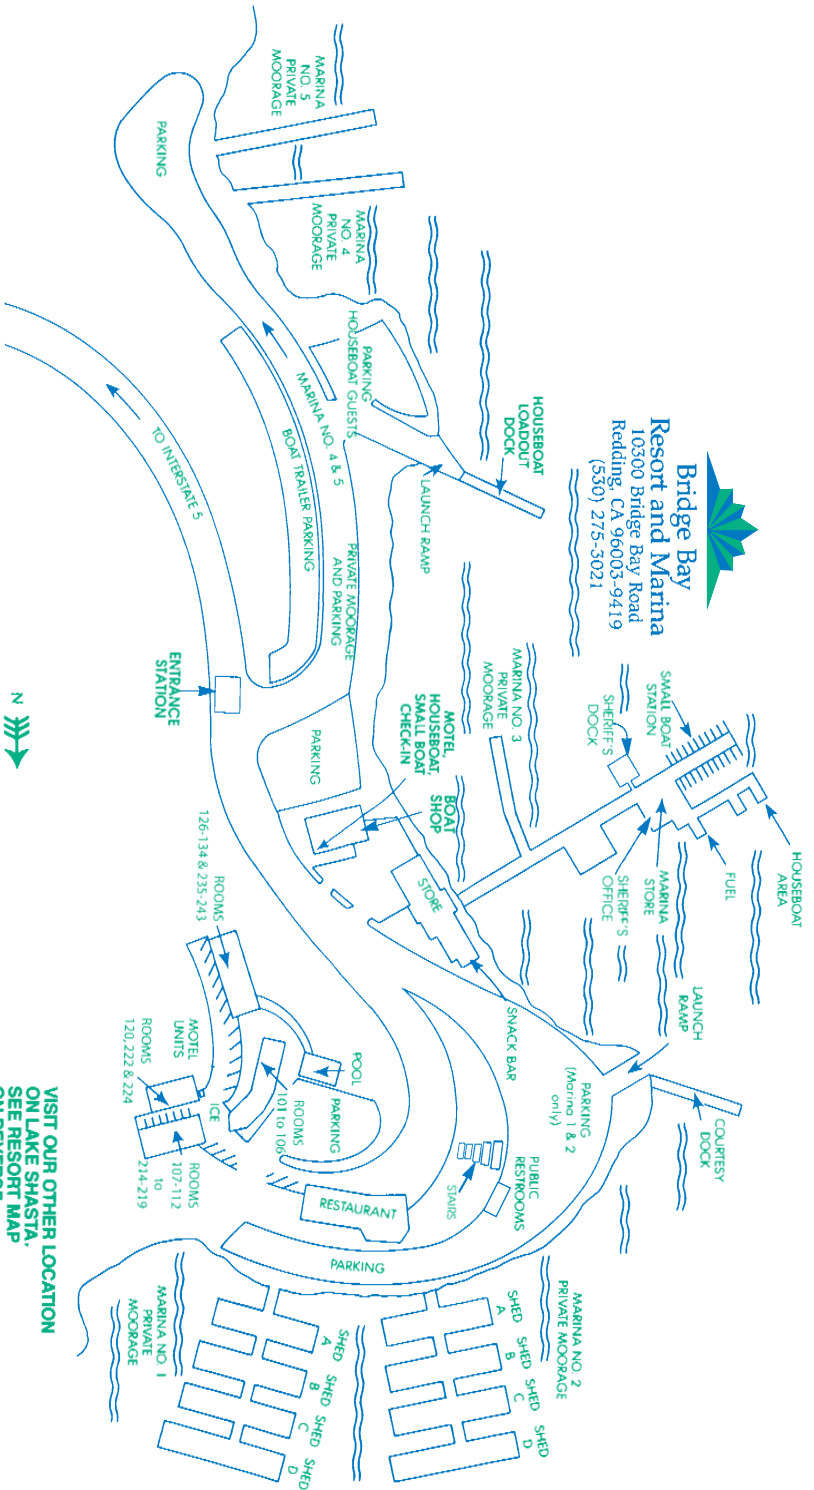 Bridge Bay
Resort and Marina
10300 Bridge Bay Road
Redding, CA 96003-9419
(530) 275-3021
MARINA
NO. 5
PRIVATE
MOORAGE
PARKING
MARINA
NO. 4
PRIVATE
MOORAGE
PARKING
HOUSEBOAT GUESTS
HOUSEBOAT
LOADOUT
DOCK
LAUNCH RAMP
MARINA NO. 4 & 5
BOAT TRAILER PARKING
TO INTERSTATE 5
PRIVATE MOORAGE
AND PARKING
ENTRANCE
STATION
N
PARKING
MOTEL,
HOUSEBOAT,
SMALL BOAT
CHECK-IN
BOAT
SHOP
MARINA NO. 3
PRIVATE
MOORAGE
SMALL BOAT
STATION
SHERIFF'S
DOCK
HOUSEBOAT
AREA
FUEL
MARINA
STORE
SHERIFF'S
OFFICE
STORE
SNACK BAR
LAUNCH
RAMP
COURTESY
DOCK
PARKING
(Marina 1 & 2
only)
PUBLIC
RESTROOMS
STAIRS
ROOMS
126-134 & 235-243
POOL
MOTEL
UNITS
ROOMS
120, 222 & 224
ICE
ROOMS
101 to 106
PARKING
ROOMS
107-112
to
214-219
RESTAURANT
PARKING
MARINA NO. 2
PRIVATE MOORAGE
SHED
A
SHED
B
SHED
C
SHED
D
MARINA NO. 1
PRIVATE
MOORAGE
SHED
A
SHED
B
SHED
C
SHED
D
VISIT OUR OTHER LOCATION
ON LAKE SHASTA.
SEE RESORT MAP